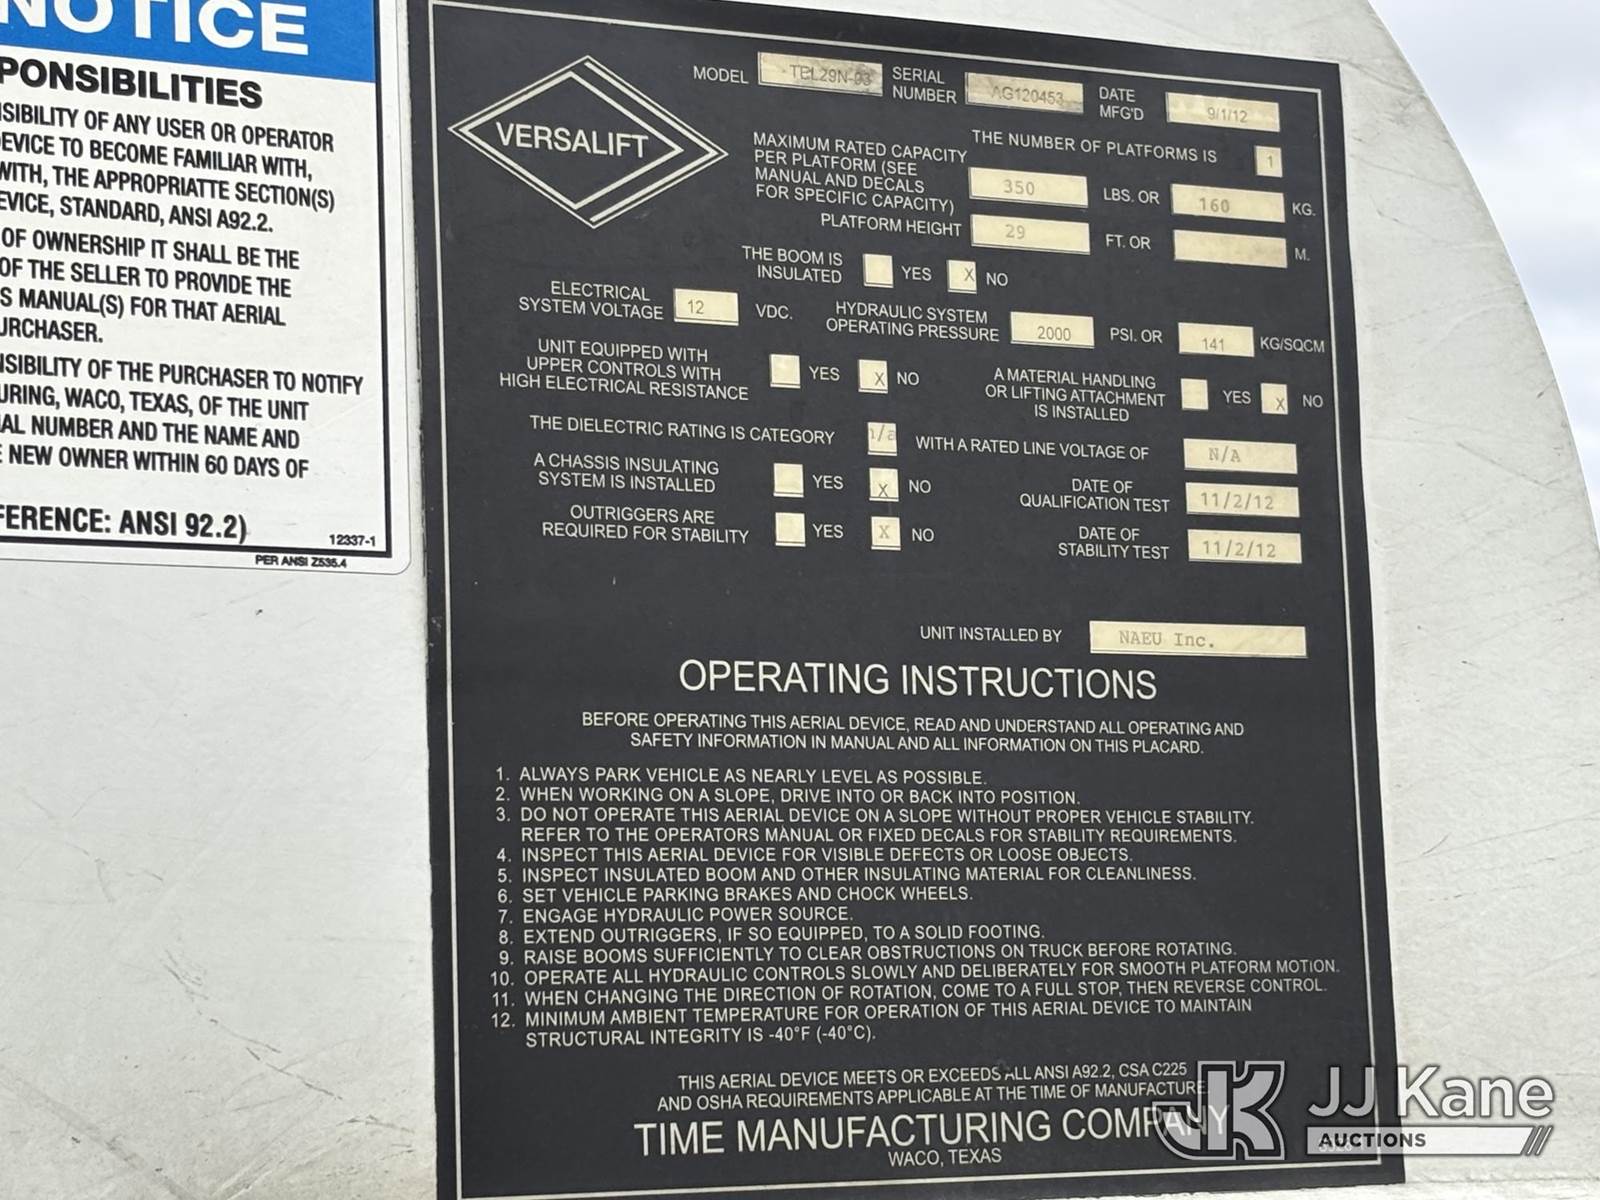 NOTICE
PONSIBILITIES
SIBILITY OF ANY USER OR OPERATOR
EVICE TO BECOME FAMILIAR WITH,
WITH, THE APPROPRIATTE SECTION(S)
EVICE, STANDARD, ANSI A92.2.
OF OWNERSHIP IT SHALL BE THE
OF THE SELLER TO PROVIDE THE
S MANUAL(S) FOR THAT AERIAL
URCHASER.
NSIBILITY OF THE PURCHASER TO NOTIFY
URING, WACO, TEXAS, OF THE UNIT
AL NUMBER AND THE NAME AND
NEW OWNER WITHIN 60 DAYS OF
FERENCE: ANSI 92.2)
12337-1
PER ANSI Z535.4
VERSALIFT
MODEL TEL29N-03 SERIAL NUMBER AG120453 DATE MFG'D 9/1/12
THE NUMBER OF PLATFORMS IS 1
MAXIMUM RATED CAPACITY
PER PLATFORM (SEE
MANUAL AND DECALS
FOR SPECIFIC CAPACITY) 350 LBS. OR 160 KG.
PLATFORM HEIGHT 29 FT. OR M.
THE BOOM IS
INSULATED YES X NO
ELECTRICAL
SYSTEM VOLTAGE 12 VDC.
HYDRAULIC SYSTEM
OPERATING PRESSURE 2000 PSI. OR 141 KG/SQCM
UNIT EQUIPPED WITH
UPPER CONTROLS WITH
HIGH ELECTRICAL RESISTANCE YES X NO
A MATERIAL HANDLING
OR LIFTING ATTACHMENT
IS INSTALLED YES X NO
THE DIELECTRIC RATING IS CATEGORY n/a WITH A RATED LINE VOLTAGE OF N/A
A CHASSIS INSULATING
SYSTEM IS INSTALLED YES X NO
DATE OF
QUALIFICATION TEST 11/2/12
OUTRIGGERS ARE
REQUIRED FOR STABILITY YES X NO
DATE OF
STABILITY TEST 11/2/12
UNIT INSTALLED BY NAEU Inc.
OPERATING INSTRUCTIONS
BEFORE OPERATING THIS AERIAL DEVICE, READ AND UNDERSTAND ALL OPERATING AND
SAFETY INFORMATION IN MANUAL AND ALL INFORMATION ON THIS PLACARD.
1. ALWAYS PARK VEHICLE AS NEARLY LEVEL AS POSSIBLE.
2. WHEN WORKING ON A SLOPE, DRIVE INTO OR BACK INTO POSITION.
3. DO NOT OPERATE THIS AERIAL DEVICE ON A SLOPE WITHOUT PROPER VEHICLE STABILITY.
REFER TO THE OPERATORS MANUAL OR FIXED DECALS FOR STABILITY REQUIREMENTS.
4. INSPECT THIS AERIAL DEVICE FOR VISIBLE DEFECTS OR LOOSE OBJECTS.
5. INSPECT INSULATED BOOM AND OTHER INSULATING MATERIAL FOR CLEANLINESS.
6. SET VEHICLE PARKING BRAKES AND CHOCK WHEELS.
7. ENGAGE HYDRAULIC POWER SOURCE.
8. EXTEND OUTRIGGERS, IF SO EQUIPPED, TO A SOLID FOOTING.
9. RAISE BOOMS SUFFICIENTLY TO CLEAR OBSTRUCTIONS ON TRUCK BEFORE ROTATING.
10. OPERATE ALL HYDRAULIC CONTROLS SLOWLY AND DELIBERATELY FOR SMOOTH PLATFORM MOTION.
11. WHEN CHANGING THE DIRECTION OF ROTATION, COME TO A FULL STOP, THEN REVERSE CONTROL.
12. MINIMUM AMBIENT TEMPERATURE FOR OPERATION OF THIS AERIAL DEVICE TO MAINTAIN
STRUCTURAL INTEGRITY IS -40°F (-40°C).
THIS AERIAL DEVICE MEETS OR EXCEEDS ALL ANSI A92.2, CSA C225
AND OSHA REQUIREMENTS APPLICABLE AT THE TIME OF MANUFACTURE
TIME MANUFACTURING COMPANY
WACO, TEXAS
JK JJ Kane
AUCTIONS